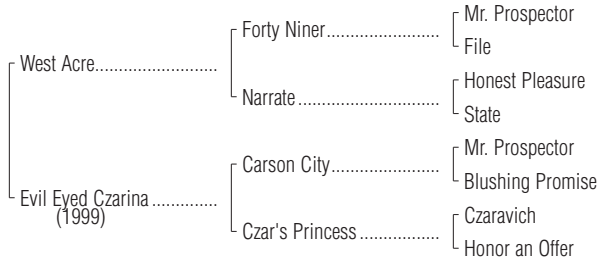 Mr. Prospector
Forty Niner........................
File
West Acre..........................
Honest Pleasure
Narrate..............................
State
Mr. Prospector
Carson City........................
Blushing Promise
Evil Eyed Czarina..............
(1999)
Czaravich
Czar's Princess.................
Honor an Offer